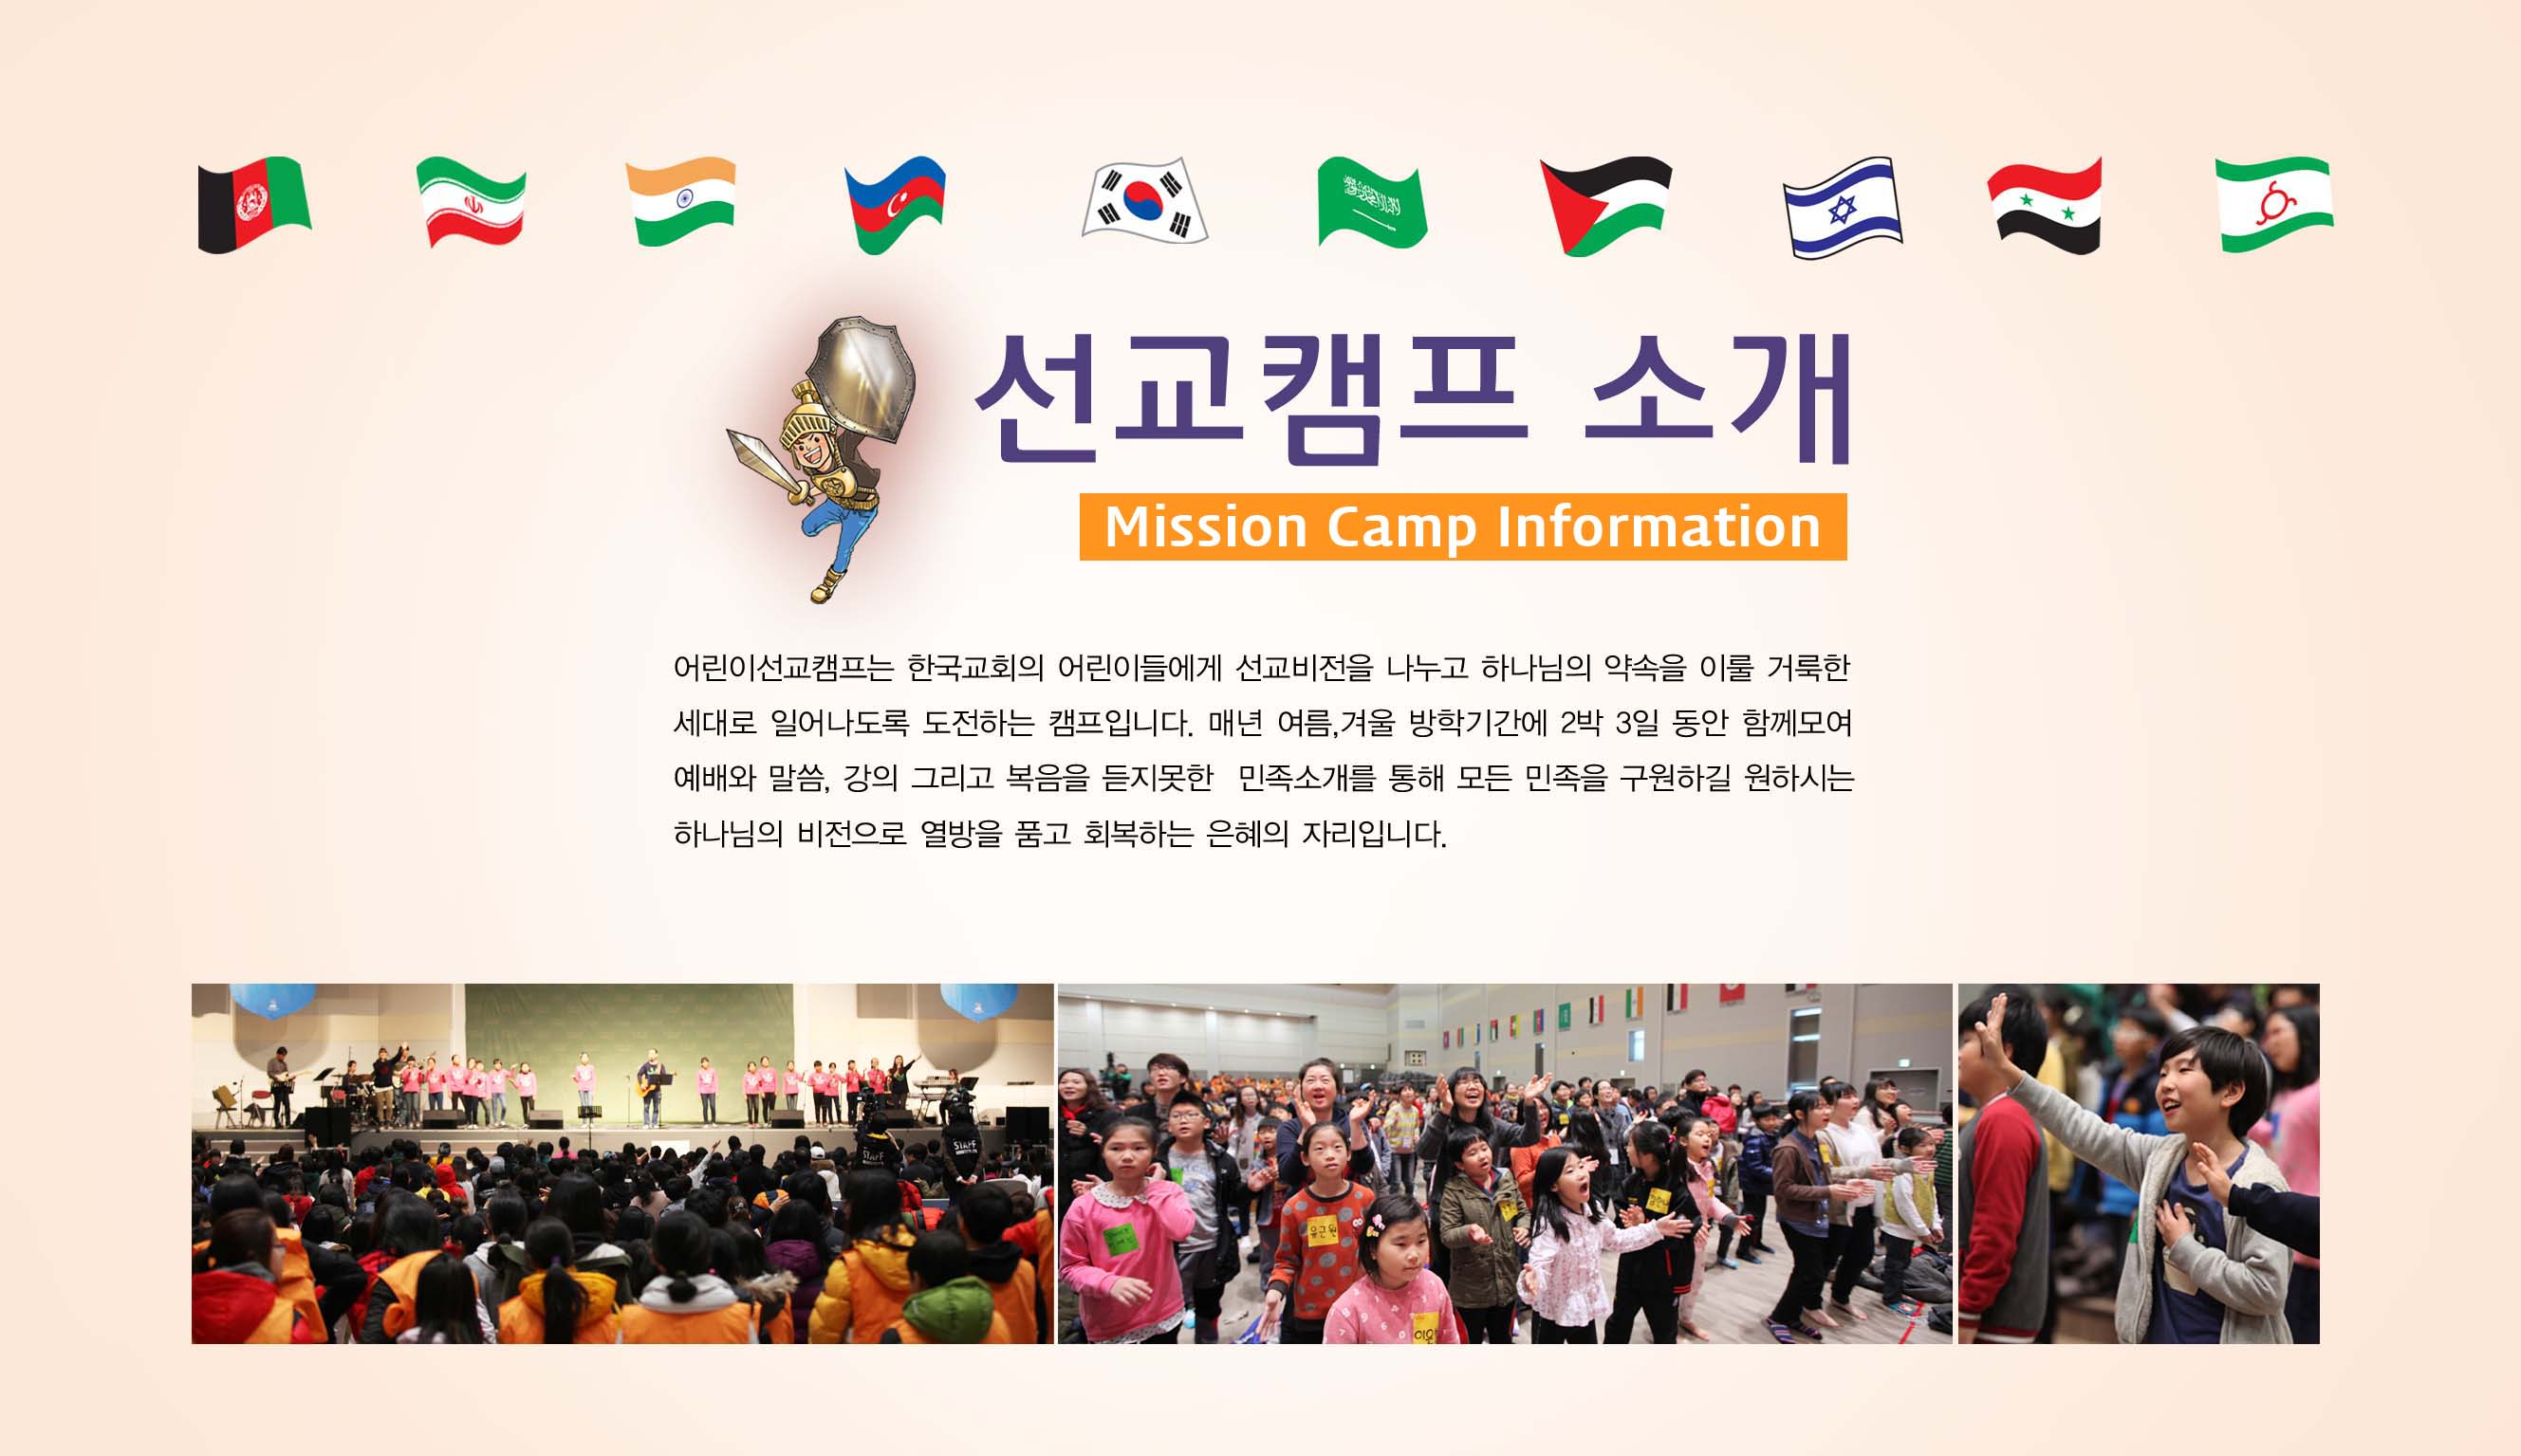 선교캠프 소개
Mission Camp Information
어린이선교캠프는 한국교회의 어린이들에게 선교비전을 나누고 하나님의 약속을 이룰 거룩한
세대로 일어나도록 도전하는 캠프입니다. 매년 여름,겨울 방학기간에 2박 3일 동안 함께모여
예배와 말씀, 강의 그리고 복음을 듣지못한 민족소개를 통해 모든 민족을 구원하길 원하시는
하나님의 비전으로 열방을 품고 회복하는 은혜의 자리입니다.
STAFF
STAFF
유근원